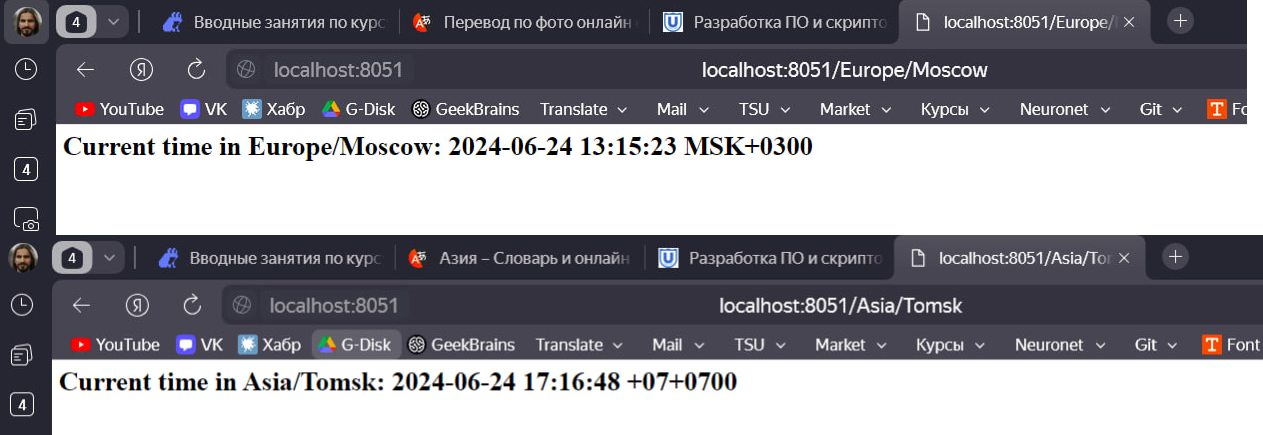 4 Вводные занятия по курс Перевод по фото онлайн Разработка ПО и скрипто localhost:8051/Europe/
Я localhost:8051 localhost:8051/Europe/Moscow
YouTube VK Хабр G-Disk GeekBrains Translate Mail TSU Market Курсы Neuronet Git T Fo
Current time in Europe/Moscow: 2024-06-24 13:15:23 MSK+0300
4
4 Вводные занятия по курс Азия – Словарь и онлайн Разработка ПО и скрипто localhost:8051/Asia/Tor
Я localhost:8051 localhost:8051/Asia/Tomsk
YouTube VK Хабр G-Disk GeekBrains Translate Mail TSU Market Курсы Neuronet Git T Font
Current time in Asia/Tomsk: 2024-06-24 17:16:48 +07+0700
4